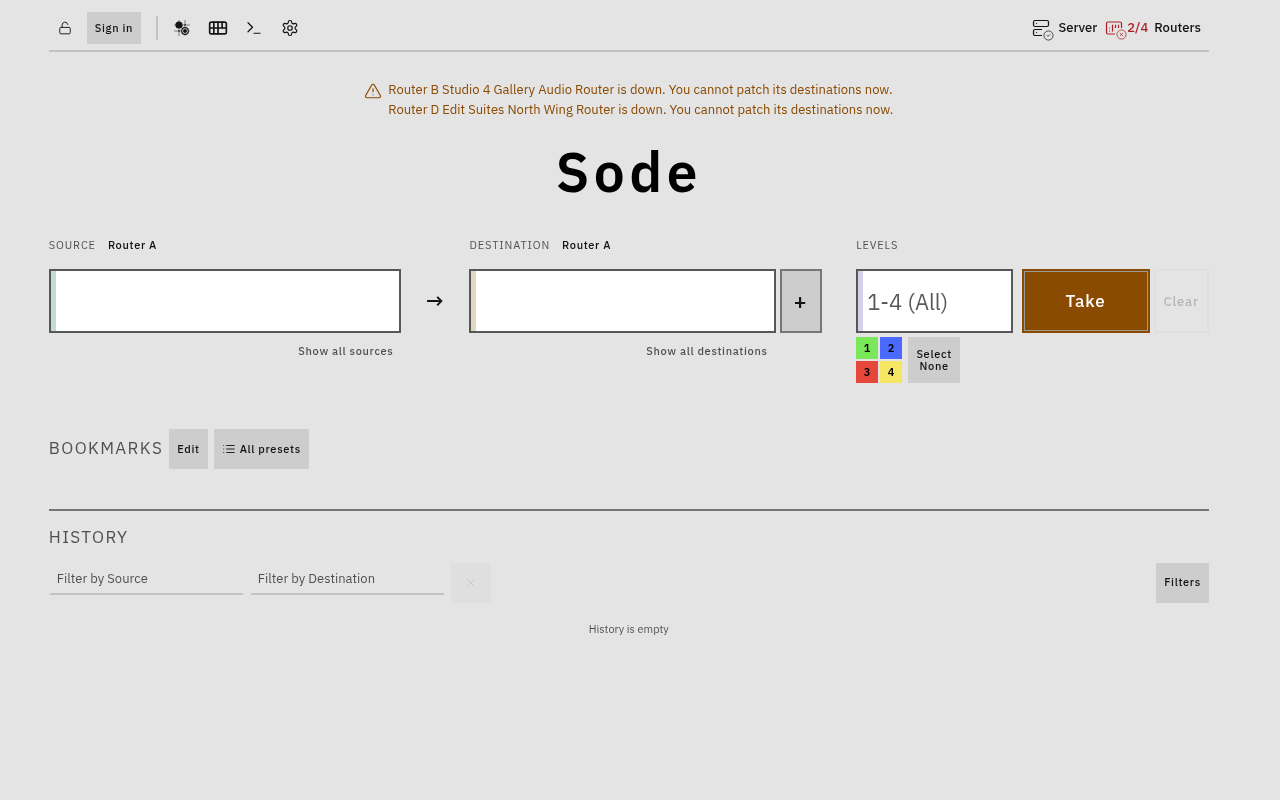 Sign in
Server
2/4 Routers
Router B Studio 4 Gallery Audio Router is down. You cannot patch its destinations now.
Router D Edit Suites North Wing Router is down. You cannot patch its destinations now.
Sode
SOURCE Router A
DESTINATION Router A
LEVELS
+
1-4 (All)
Take
Clear
Show all sources
Show all destinations
1 2
3 4
Select
None
BOOKMARKS
Edit
All presets
HISTORY
Filter by Source
Filter by Destination
Filters
History is empty